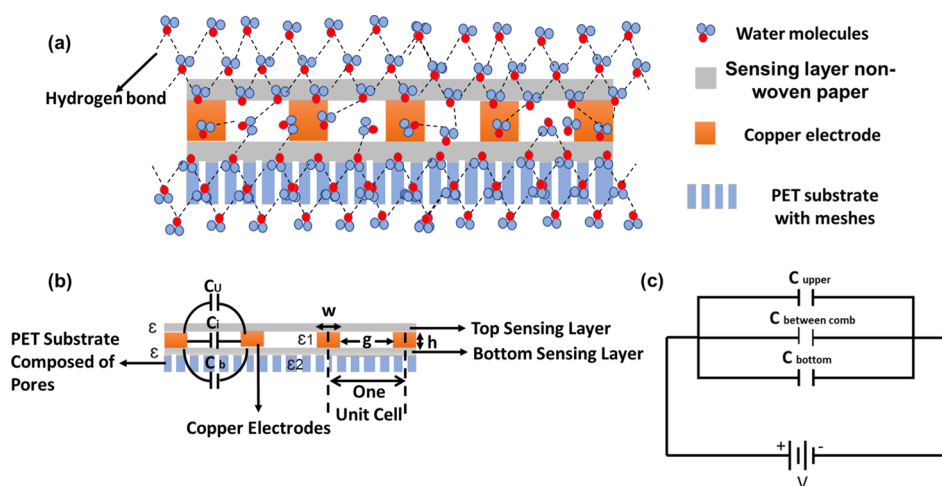 (a)
Hydrogen bond
Water molecules
Sensing layer non-
woven paper
Copper electrode
PET substrate
with meshes
(b)
PET Substrate
Composed of
Pores
ε
ε
CU
Ci
C b
ε1
ε2
w
g
h
One
Unit Cell
Top Sensing Layer
Bottom Sensing Layer
Copper Electrodes
(c)
C upper
C between comb
C bottom
+ -
V